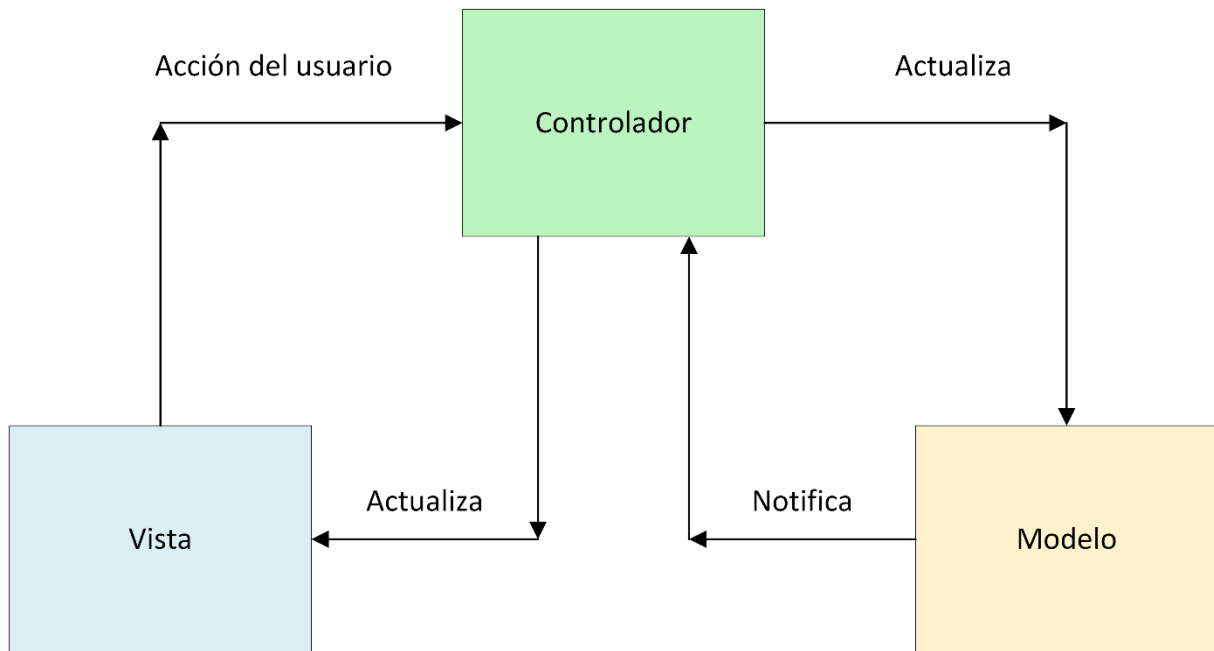 Acción del usuario
Actualiza
Controlador
Actualiza
Notifica
Vista
Modelo